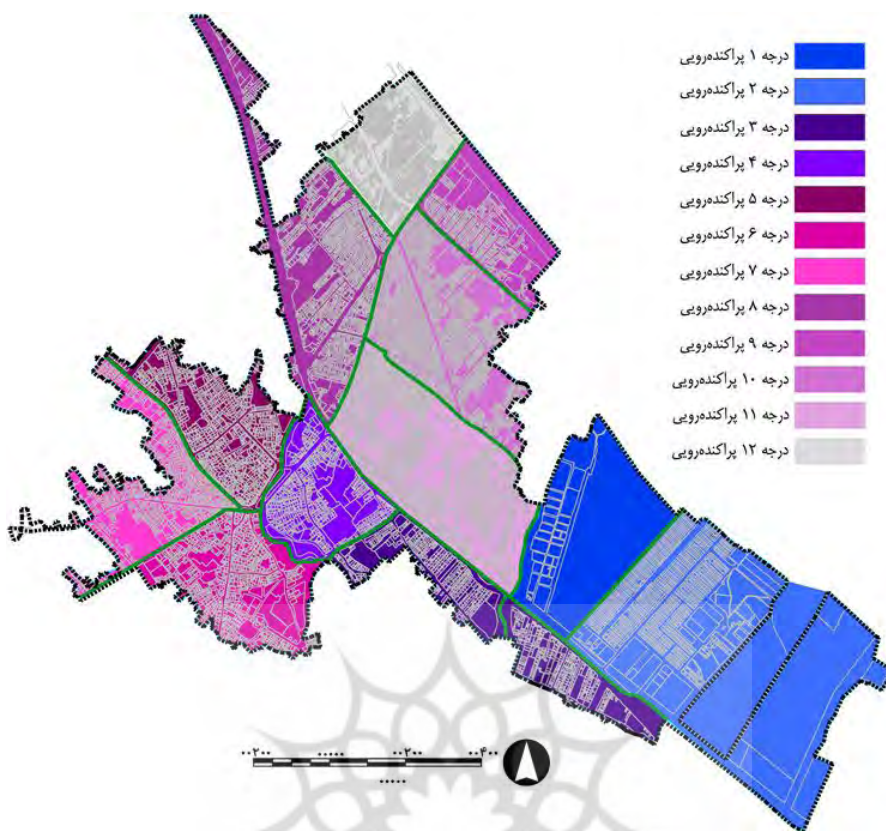 درجه ۱ پراکنده‌رویی
درجه ۲ پراکنده‌رویی
درجه ۳ پراکنده‌رویی
درجه ۴ پراکنده‌رویی
درجه ۵ پراکنده‌رویی
درجه ۶ پراکنده‌رویی
درجه ۷ پراکنده‌رویی
درجه ۸ پراکنده‌رویی
درجه ۹ پراکنده‌رویی
درجه ۱۰ پراکنده‌رویی
درجه ۱۱ پراکنده‌رویی
درجه ۱۲ پراکنده‌رویی